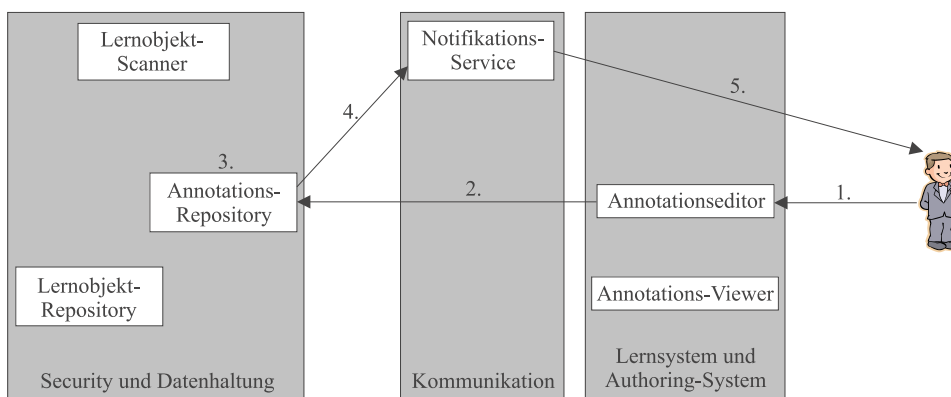 Lernobjekt-
Scanner
3.
Annotations-
Repository
Lernobjekt-
Repository
Security und Datenhaltung
4.
Notifikations-
Service
2.
Kommunikation
5.
Annotationseditor
1.
Annotations-Viewer
Lernsystem und
Authoring-System